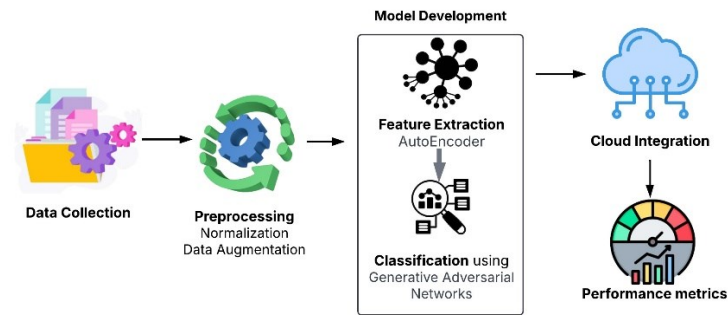 Data Collection
Preprocessing
Normalization
Data Augmentation
Model Development
Feature Extraction
AutoEncoder
Classification using
Generative Adversarial
Networks
Cloud Integration
Performance metrics